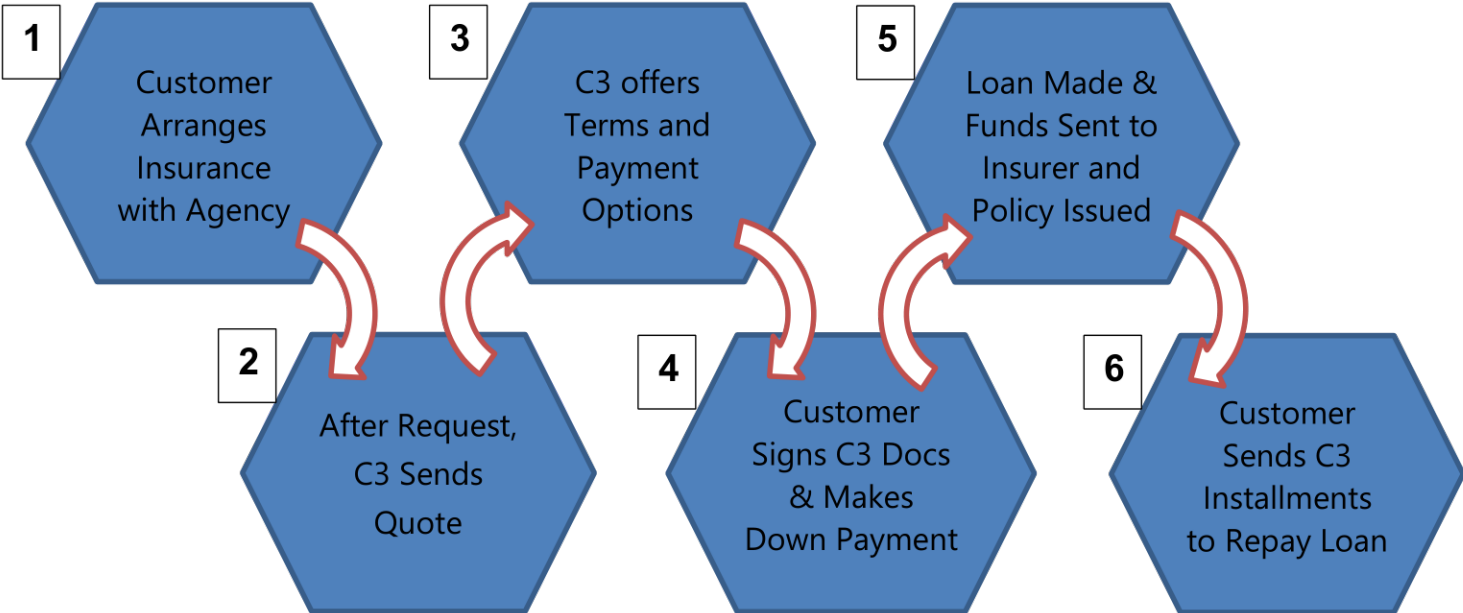 1
Customer
Arranges
Insurance
with Agency
2
After Request,
C3 Sends
Quote
3
C3 offers
Terms and
Payment
Options
4
Customer
Signs C3 Docs
& Makes
Down Payment
5
Loan Made &
Funds Sent to
Insurer and
Policy Issued
6
Customer
Sends C3
Installments
to Repay Loan